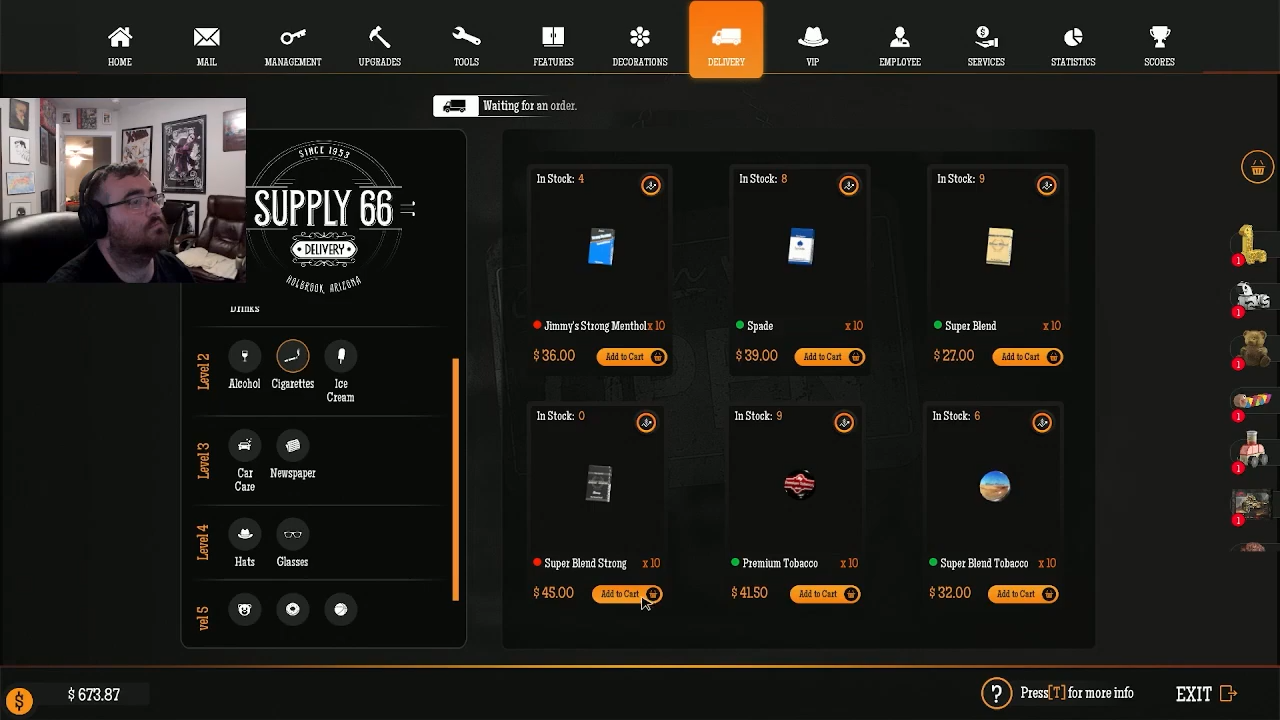 HOME
MAIL
MANAGEMENT
UPGRADES
TOOLS
FEATURES
DECORATIONS
DELIVERY
VIP
EMPLOYEE
SERVICES
STATISTICS
SCORES
Waiting for an order.
SINCE 1953
SUPPLY 66
DELIVERY
HOLBROOK, ARIZONA
Drinks
Level 2
Alcohol
Cigarettes
Ice
Cream
Level 3
Car
Care
Newspaper
Level 4
Hats
Glasses
vel 5
In Stock: 4
Jimmy's Strong Menthol x 10
$ 36.00
Add to Cart
In Stock: 8
Spade x 10
$ 39.00
Add to Cart
In Stock: 9
Super Blend x 10
$ 27.00
Add to Cart
In Stock: 0
Super Blend Strong x 10
$ 45.00
Add to Cart
In Stock: 9
Premium Tobacco x 10
$ 41.50
Add to Cart
In Stock: 6
Super Blend Tobacco x 10
$ 32.00
Add to Cart
1
1
1
1
1
1
$ 673.87
? Press [T] for more info
EXIT